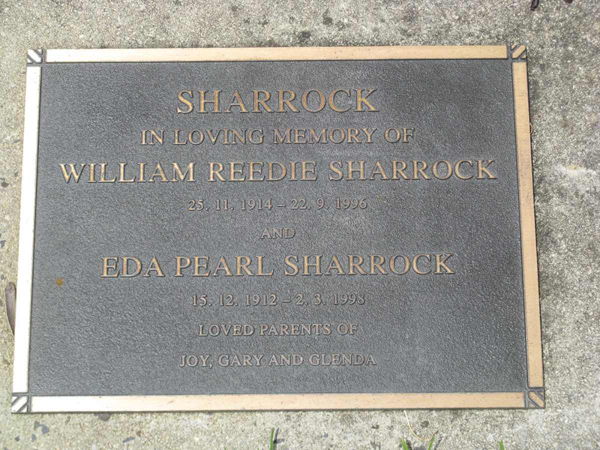 SHARROCK
IN LOVING MEMORY OF
WILLIAM REEDIE SHARROCK
25. 11. 1914 – 22. 9. 1996
AND
EDA PEARL SHARROCK
15. 12. 1912 – 2. 3. 1998
LOVED PARENTS OF
JOY, GARY AND GLENDA